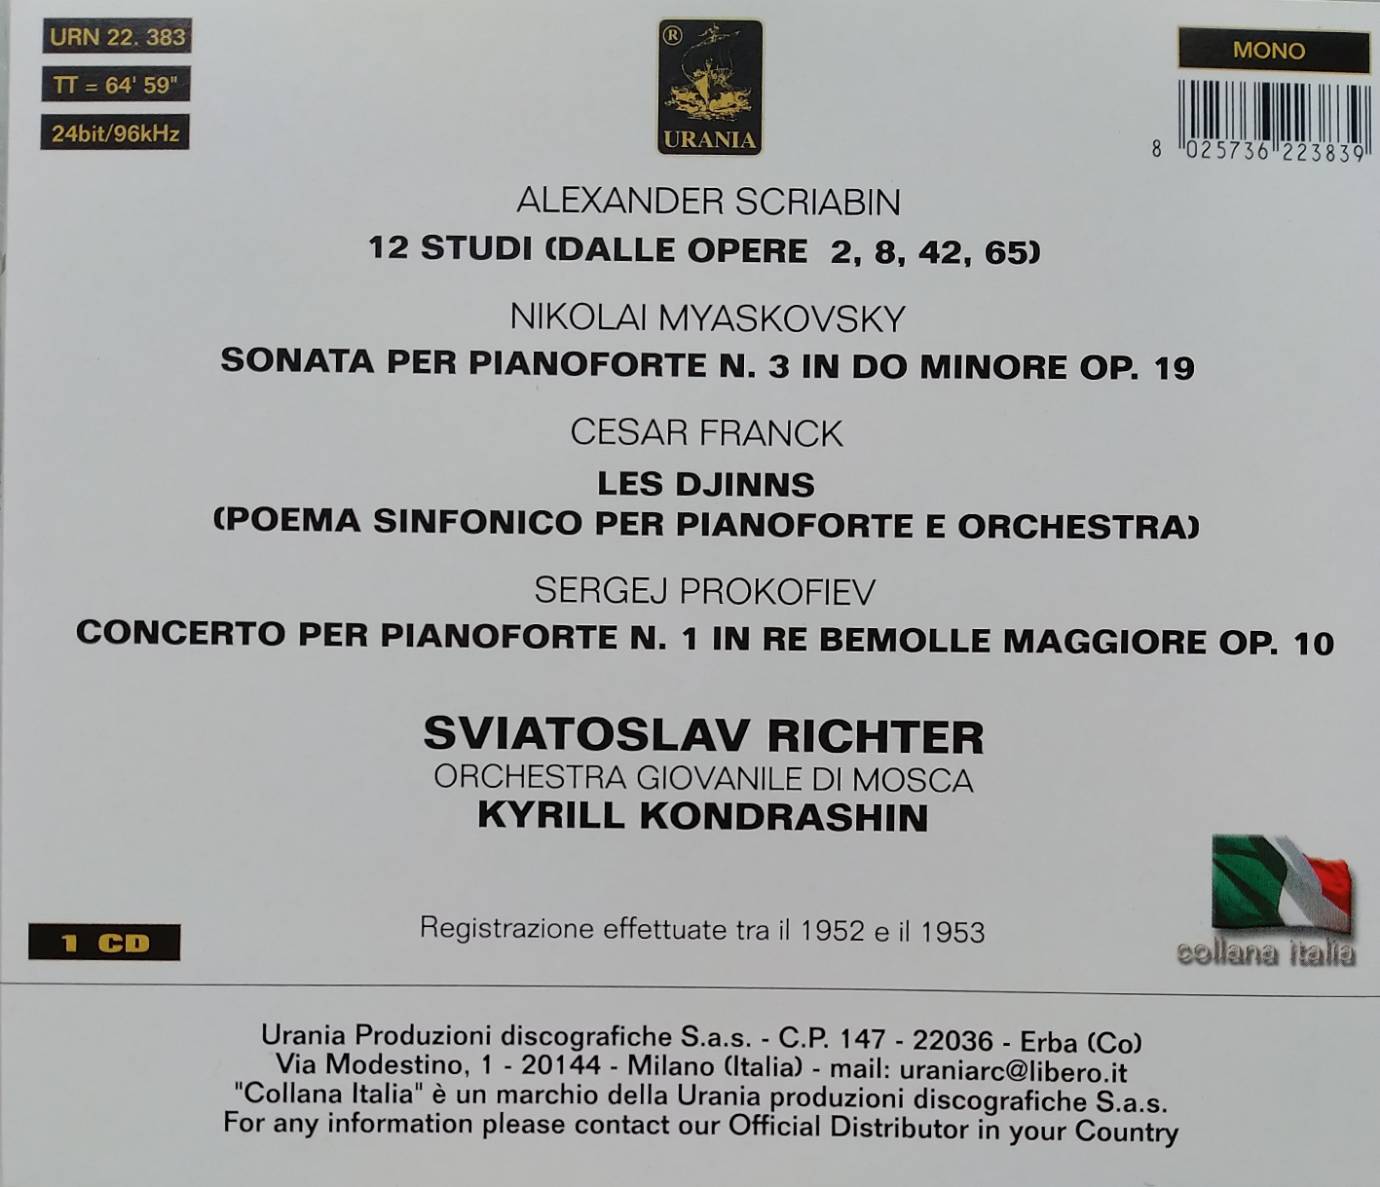 URN 22. 383
TT = 64' 59"
24bit/96kHz
®
URANIA
MONO
8 025736 223839
ALEXANDER SCRIABIN
12 STUDI (DALLE OPERE 2, 8, 42, 65)
NIKOLAI MYASKOVSKY
SONATA PER PIANOFORTE N. 3 IN DO MINORE OP. 19
CESAR FRANCK
LES DJINNS
(POEMA SINFONICO PER PIANOFORTE E ORCHESTRA)
SERGEJ PROKOFIEV
CONCERTO PER PIANOFORTE N. 1 IN RE BEMOLLE MAGGIORE OP. 10
SVIATOSLAV RICHTER
ORCHESTRA GIOVANILE DI MOSCA
KYRILL KONDRASHIN
Registrazione effettuate tra il 1952 e il 1953
1 CD
collana italia
Urania Produzioni discografiche S.a.s. - C.P. 147 - 22036 - Erba (Co)
Via Modestino, 1 - 20144 - Milano (Italia) - mail: uraniarc@libero.it
"Collana Italia" è un marchio della Urania produzioni discografiche S.a.s.
For any information please contact our Official Distributor in your Country